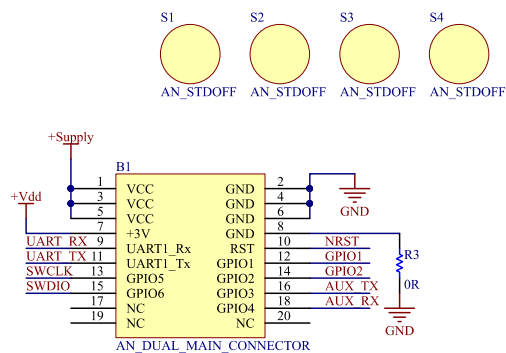 S1 S2 S3 S4
AN_STDOFF AN_STDOFF AN_STDOFF AN_STDOFF
+Supply
B1
+Vdd
1 VCC GND 2
3 VCC GND 4
5 VCC GND 6
GND
7 +3V GND 8
UART_RX 9 UART1_Rx RST 10 NRST
R3
UART_TX 11 UART1_Tx GPIO1 12 GPIO1
SWCLK 13 GPIO5 GPIO2 14 GPIO2
0R
SWDIO 15 GPIO6 GPIO3 16 AUX_TX
17 NC GPIO4 18 AUX_RX
19 NC NC 20
GND
AN_DUAL_MAIN_CONNECTOR